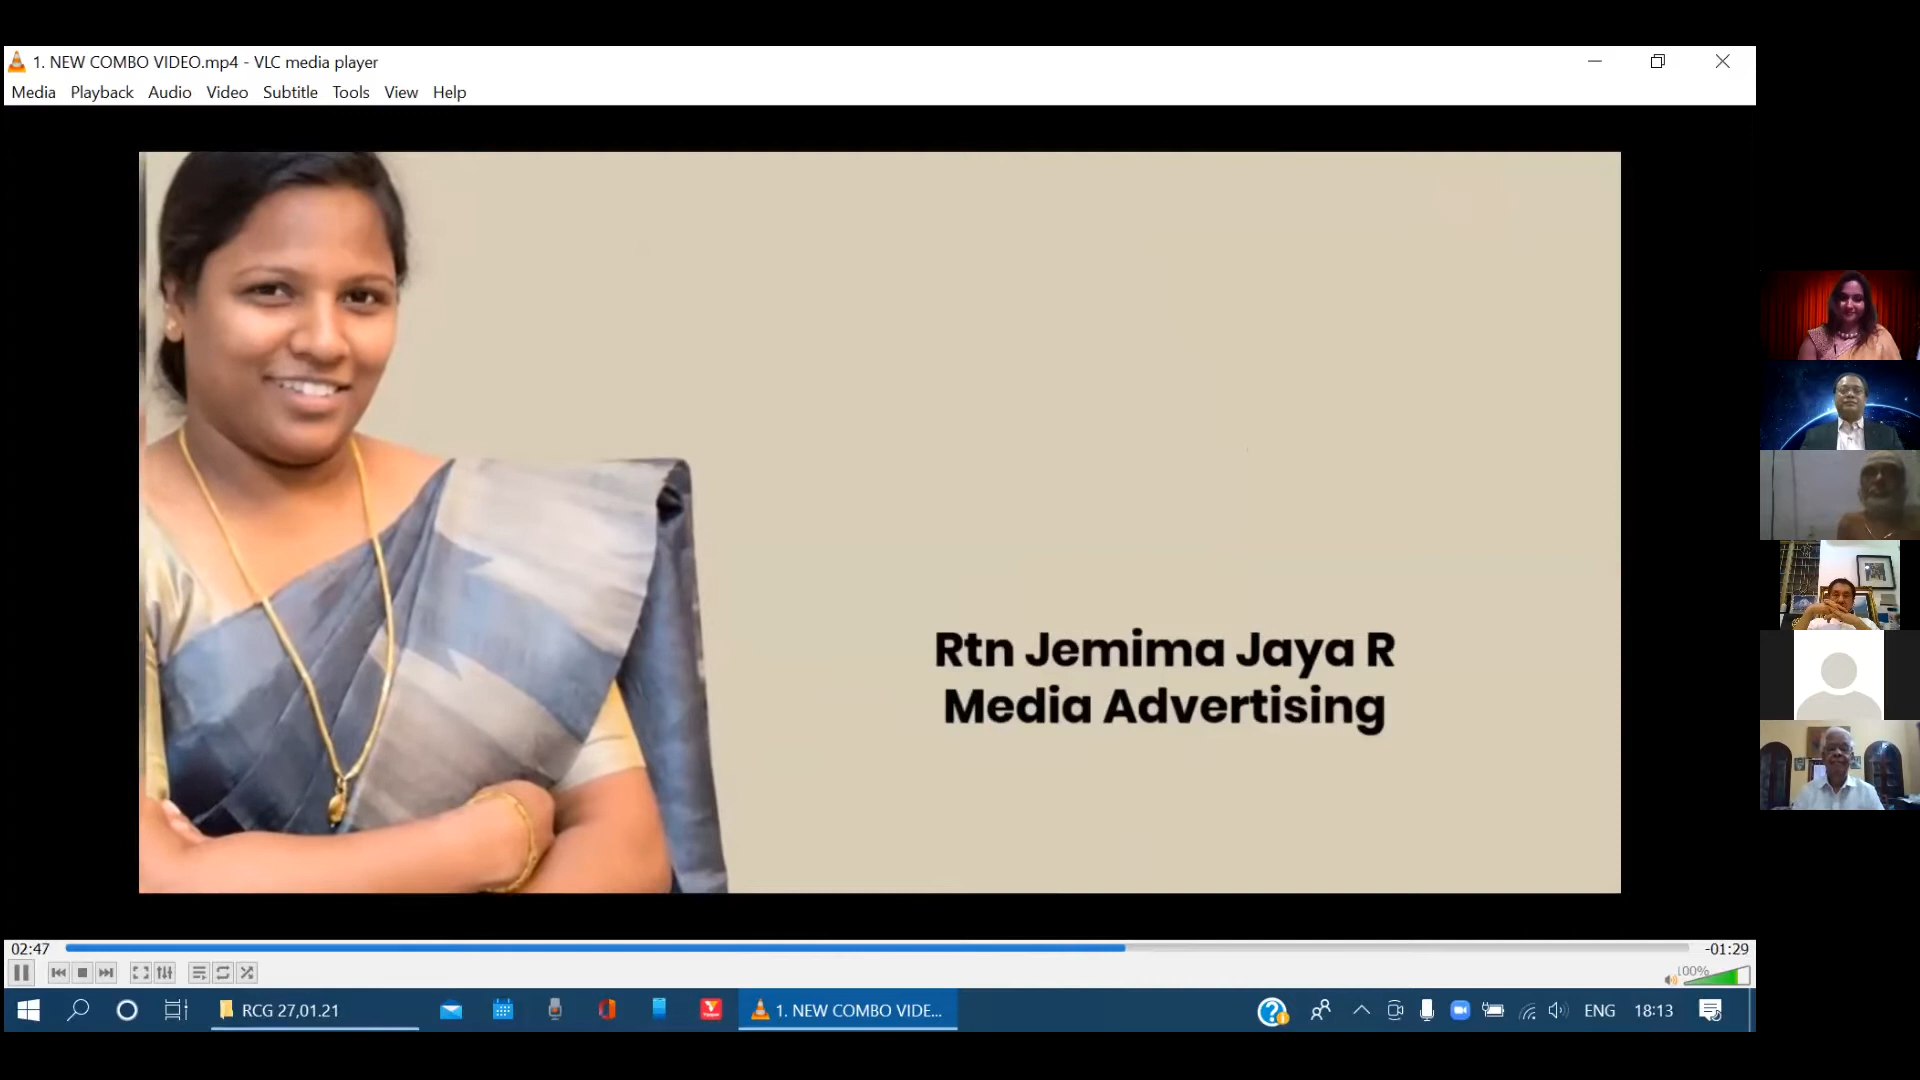 1. NEW COMBO VIDEO.mp4 - VLC media player
Media Playback Audio Video Subtitle Tools View Help
Rtn Jemima Jaya R
Media Advertising
02:47
-01:29
100%
RCG 27,01.21
1. NEW COMBO VIDE...
ENG
18:13